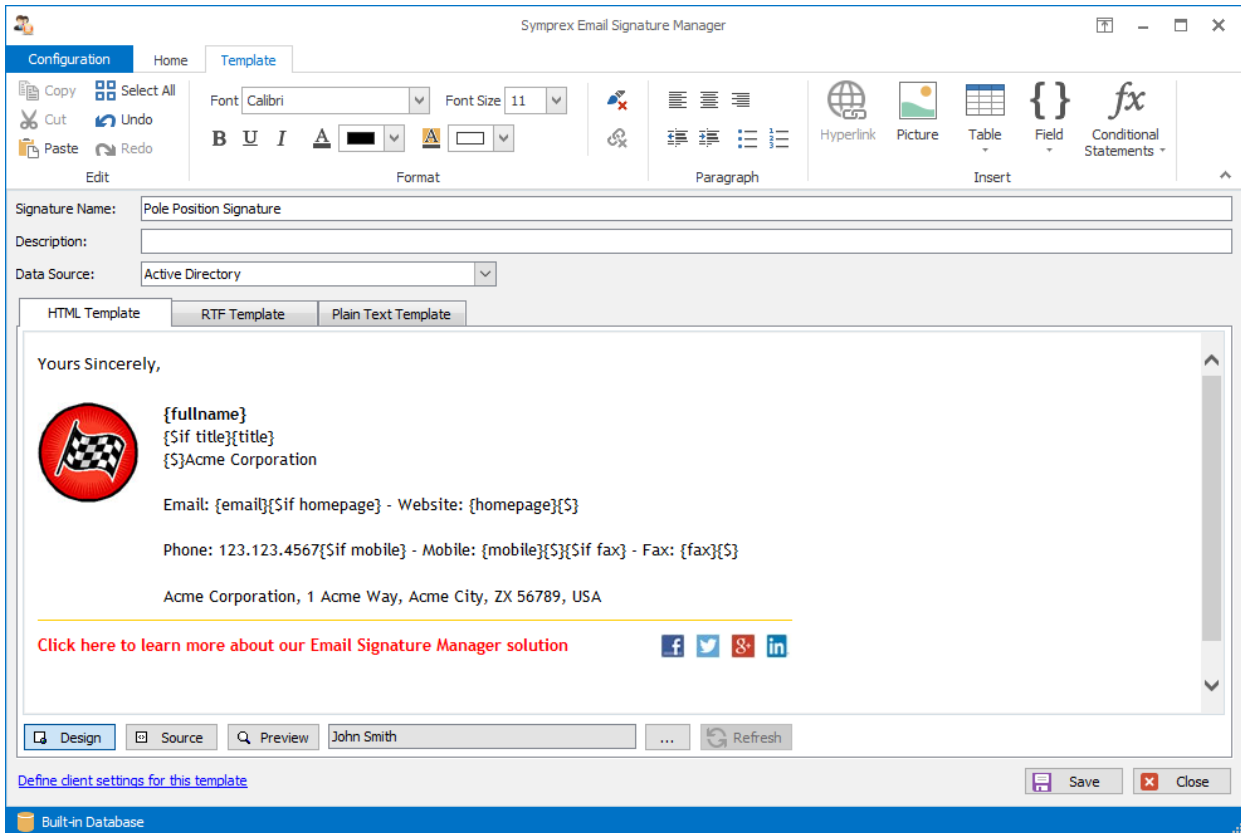 Symprex Email Signature Manager
Configuration Home Template
Copy Select All
Cut Undo
Paste Redo
Edit
Font Calibri Font Size 11
B U I A A
Format
Paragraph
Hyperlink Picture Table Field Conditional Statements
{ } fx
Insert
Signature Name: Pole Position Signature
Description:
Data Source: Active Directory
HTML Template RTF Template Plain Text Template
Yours Sincerely,
{fullname}
{$if title}{title}
{$}Acme Corporation
Email: {email}{$if homepage} - Website: {homepage}{$}
Phone: 123.123.4567{$if mobile} - Mobile: {mobile}{$}{$if fax} - Fax: {fax}{$}
Acme Corporation, 1 Acme Way, Acme City, ZX 56789, USA
Click here to learn more about our Email Signature Manager solution f 8+ in
Design Source Preview John Smith ... Refresh
Define client settings for this template Save Close
Built-in Database